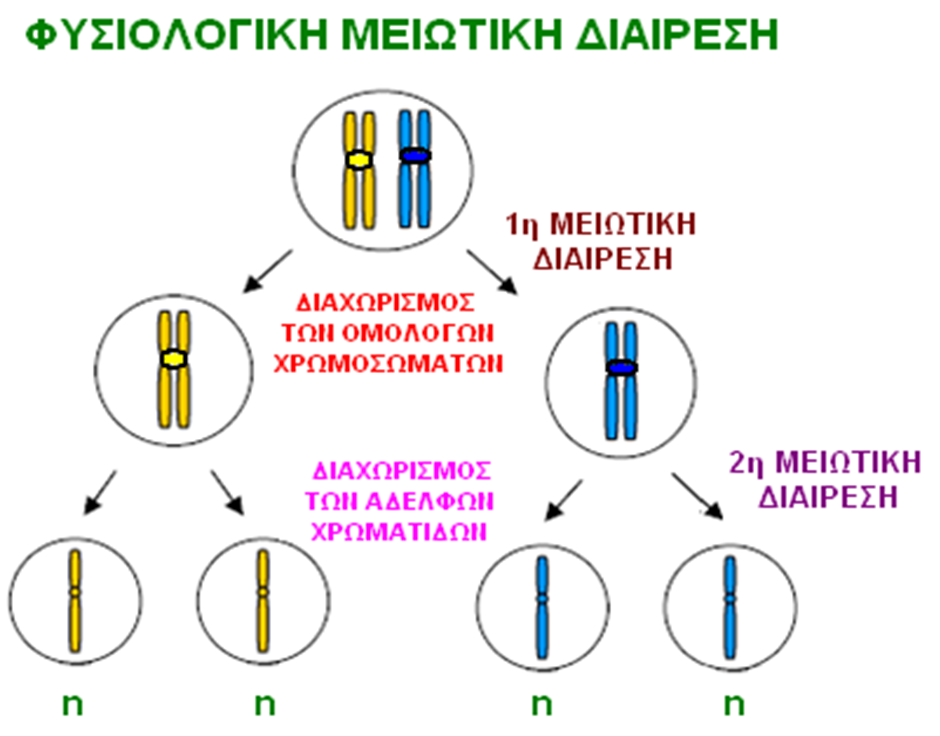 ΦΥΣΙΟΛΟΓΙΚΗ ΜΕΙΩΤΙΚΗ ΔΙΑΙΡΕΣΗ
1η ΜΕΙΩΤΙΚΗ
ΔΙΑΙΡΕΣΗ
ΔΙΑΧΩΡΙΣΜΟΣ
ΤΩΝ ΟΜΟΛΟΓΩΝ
ΧΡΩΜΟΣΩΜΑΤΩΝ
2η ΜΕΙΩΤΙΚΗ
ΔΙΑΙΡΕΣΗ
ΔΙΑΧΩΡΙΣΜΟΣ
ΤΩΝ ΑΔΕΛΦΩΝ
ΧΡΩΜΑΤΙΔΩΝ
n n n n